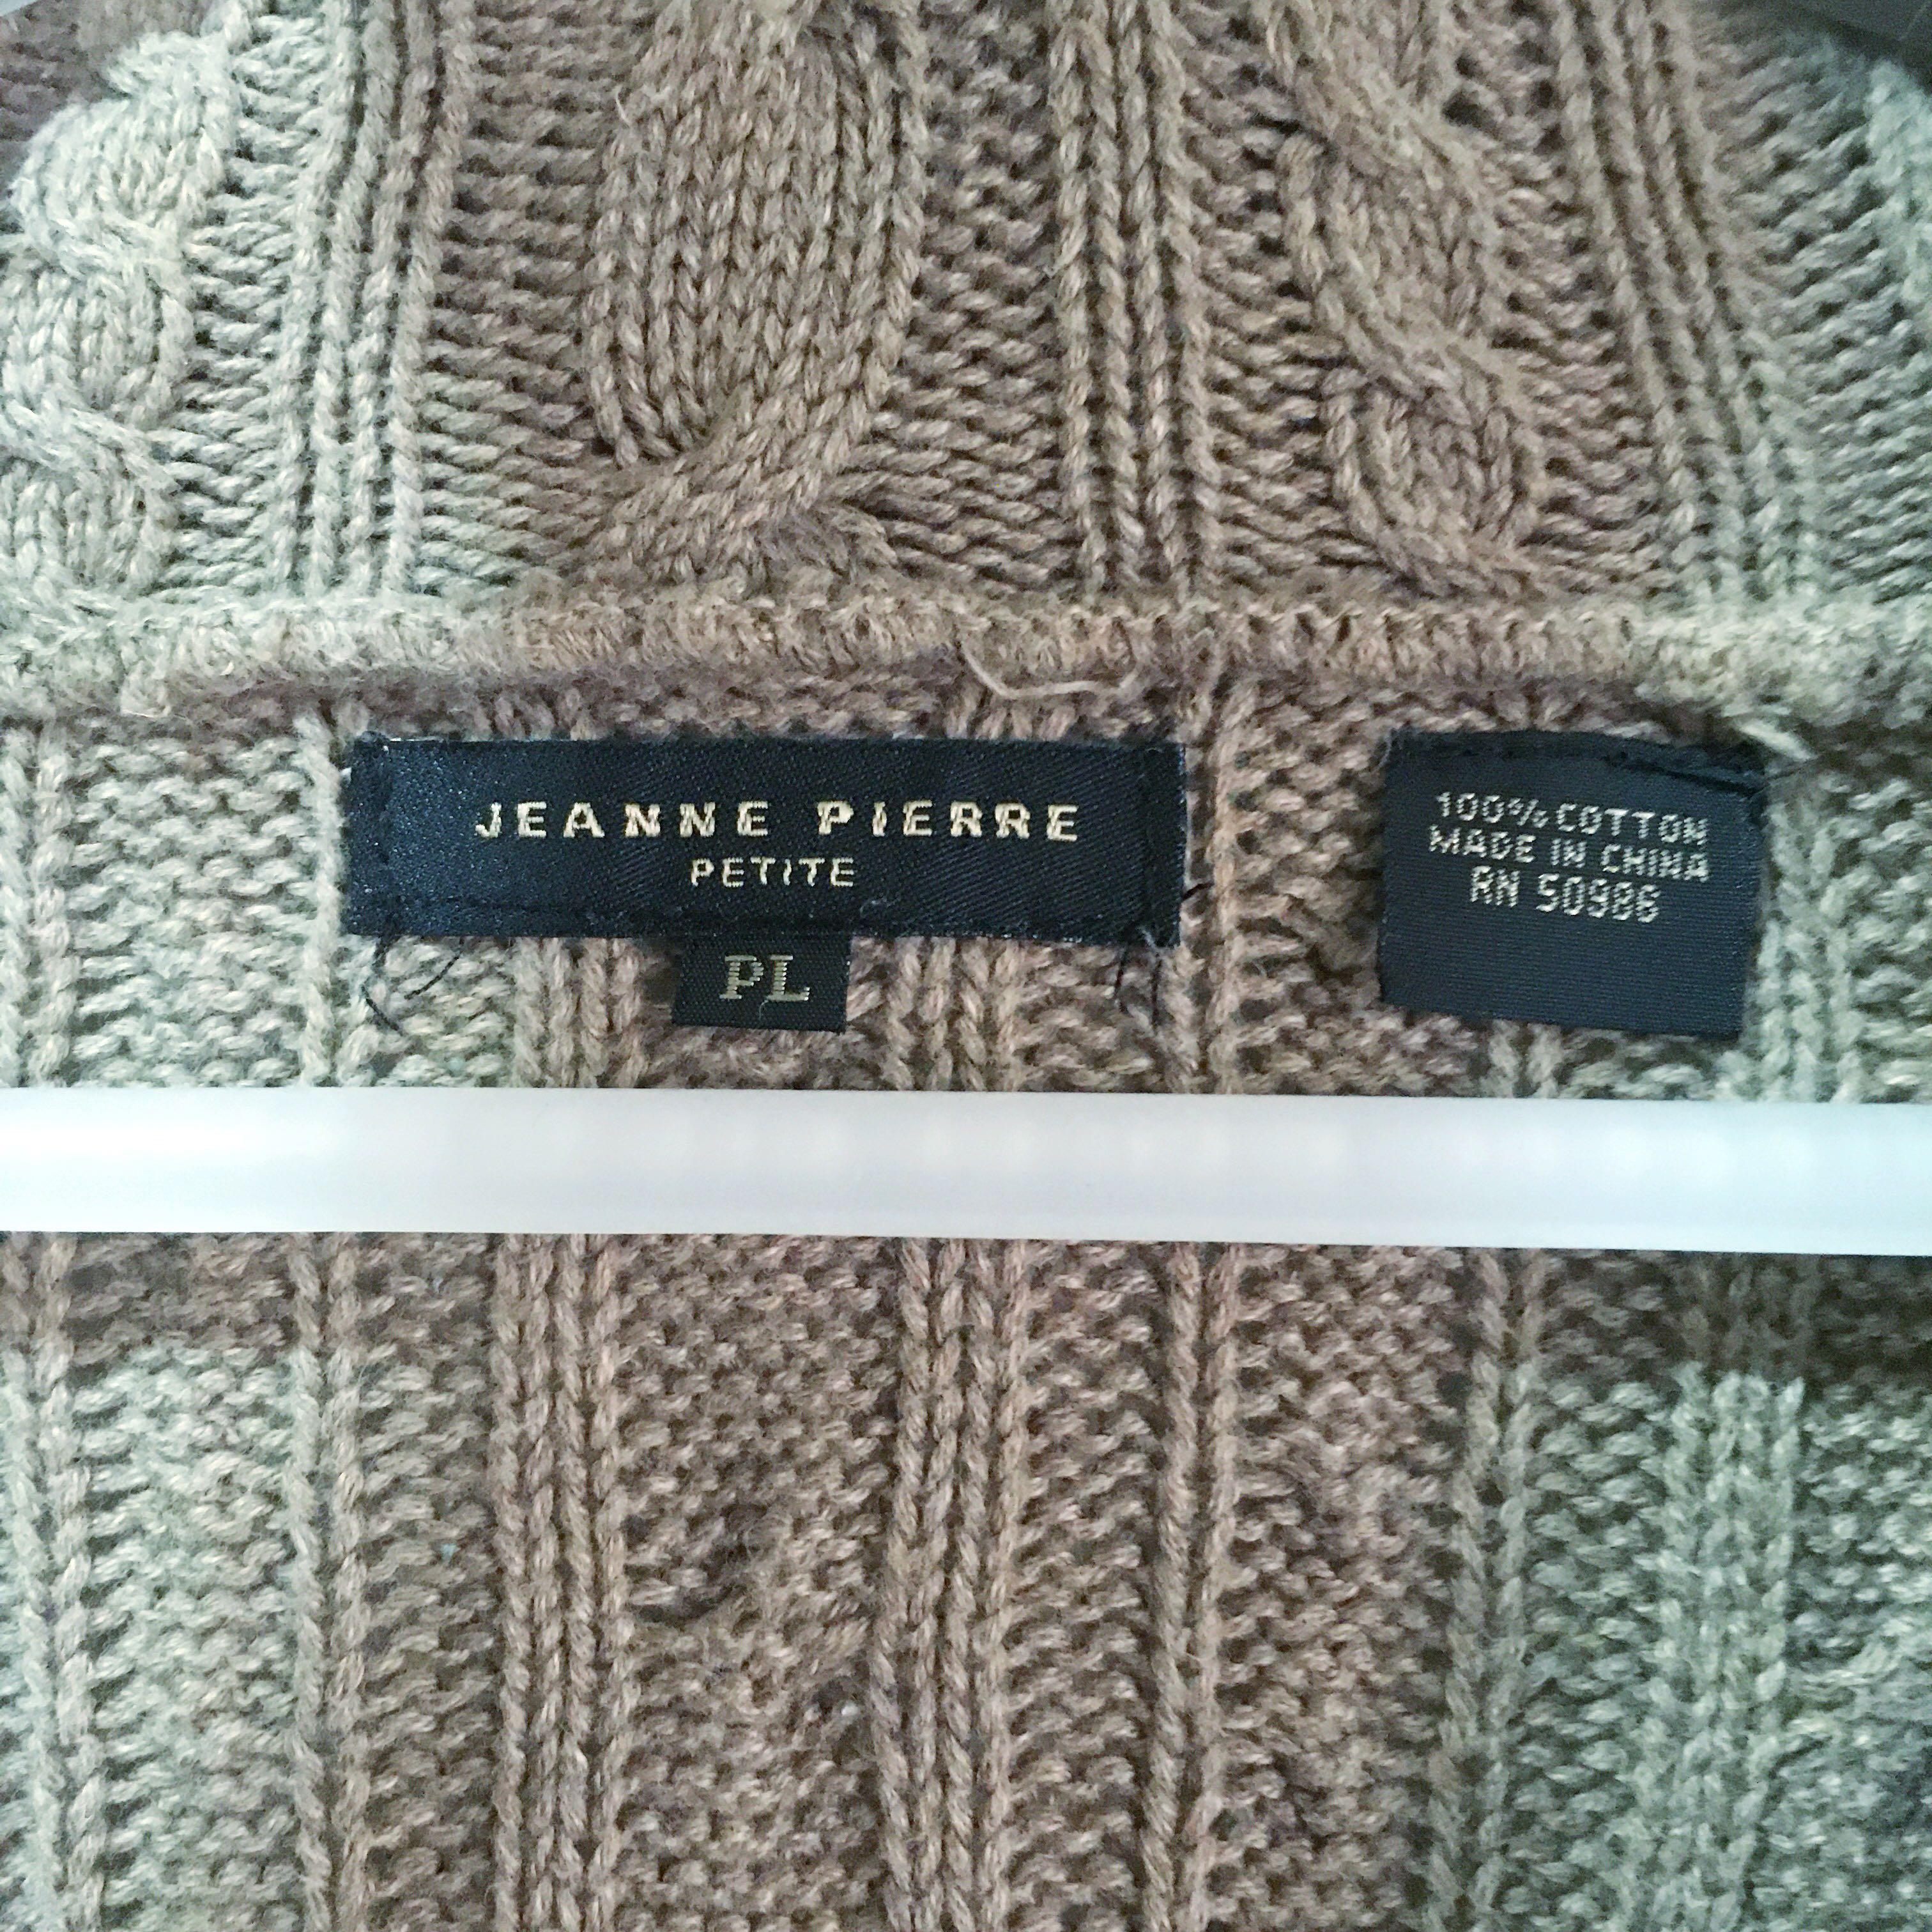 JEANNE PIERRE
PETITE
PL
100% COTTON
MADE IN CHINA
RN 50986